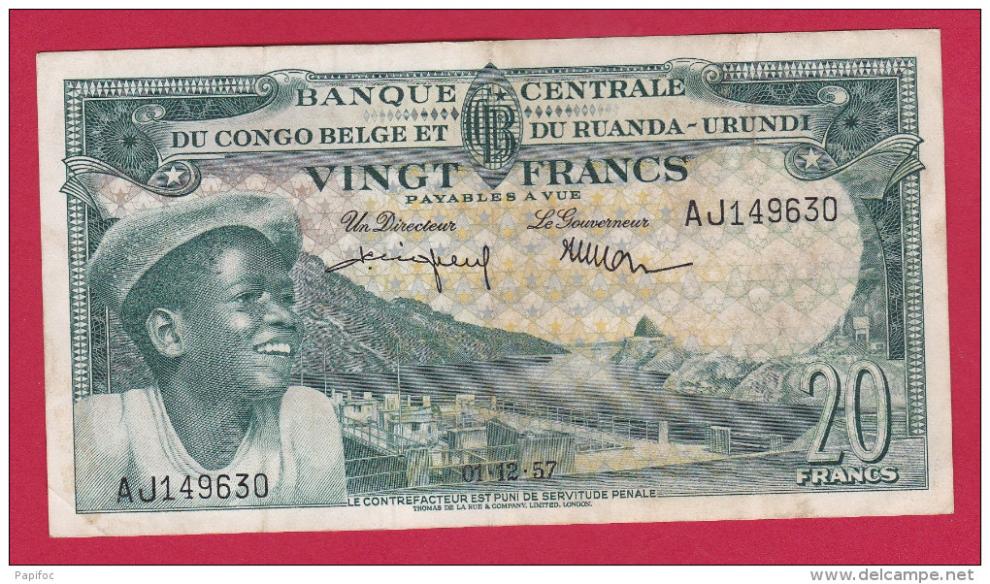 BANQUE CENTRALE
DU CONGO BELGE ET DU RUANDA-URUNDI
VINGT FRANCS
PAYABLES A VUE
Un Directeur Le Gouverneur
AJ149630
20
FRANCS
AJ149630
01-12-57
LE CONTREFACTEUR EST PUNI DE SERVITUDE PENALE
THOMAS DE LA RUE & COMPANY, LIMITED, LONDON.
Papifoc
delcampe.net